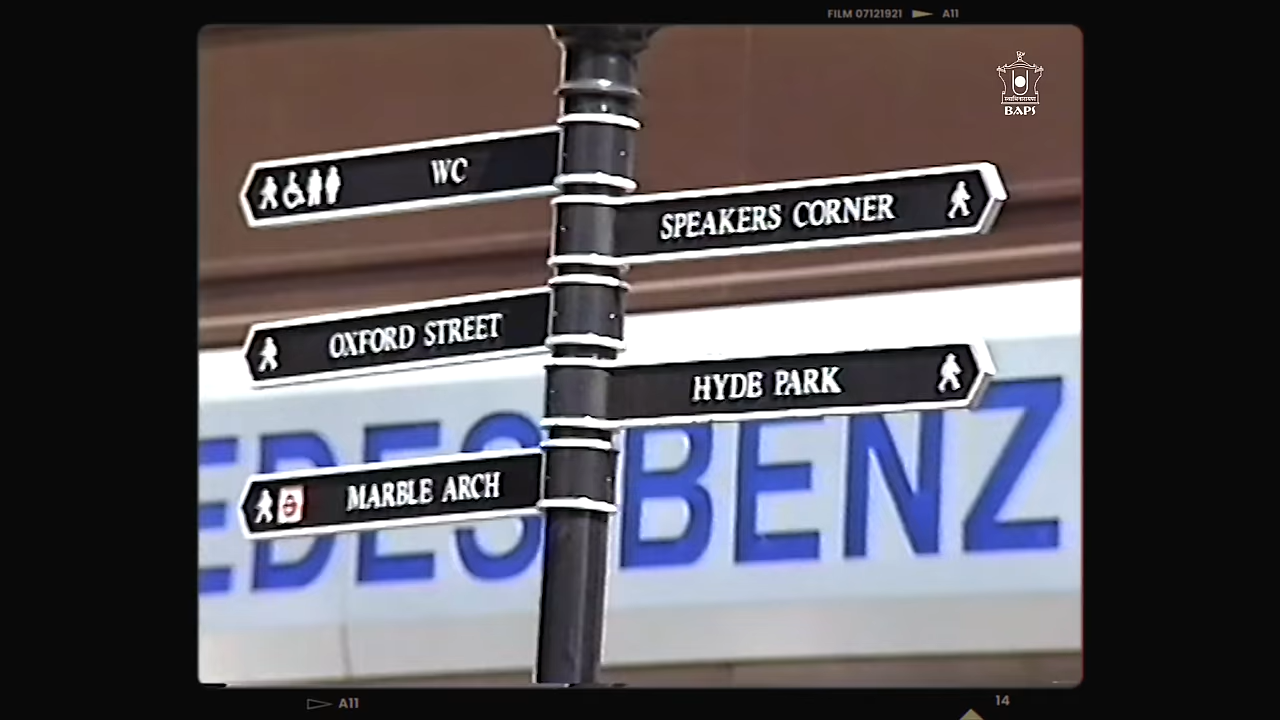 FILM 07121921 A11
BAPS
WC
SPEAKERS CORNER
OXFORD STREET
HYDE PARK
MARBLE ARCH
EDES BENZ
A11
14